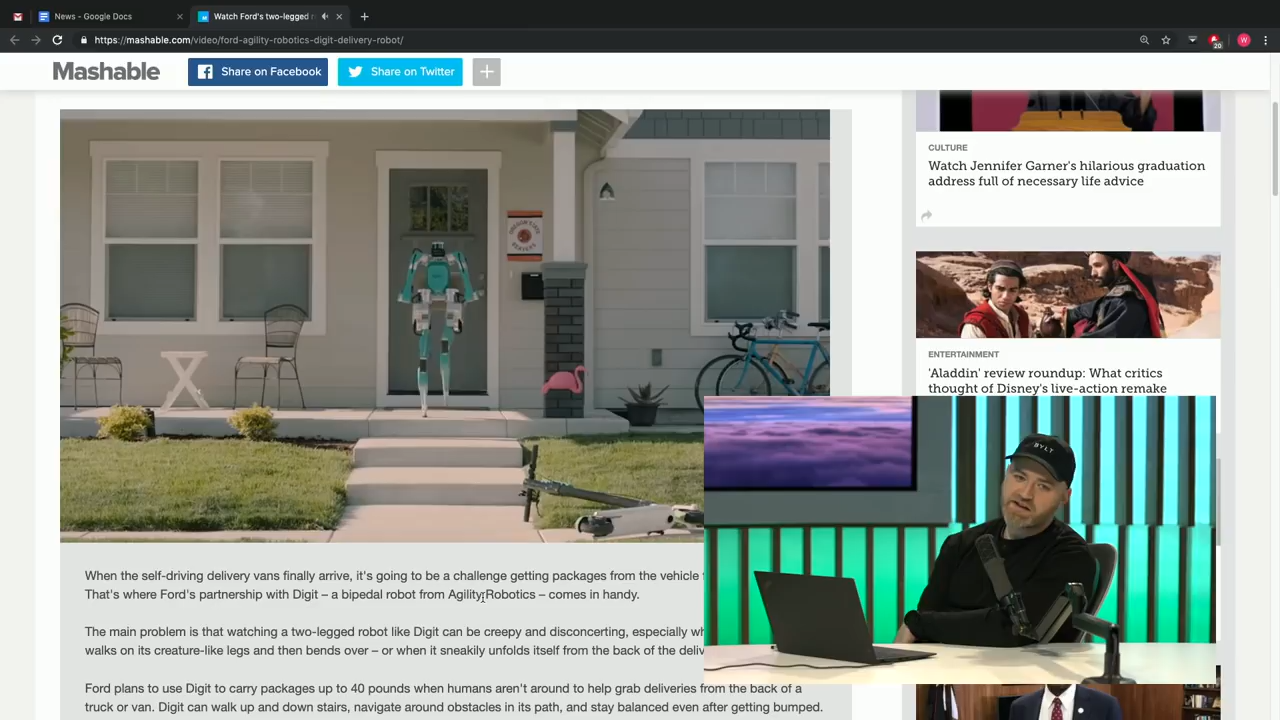 News - Google Docs
Watch Ford's two-legged r
https://mashable.com/video/ford-agility-robotics-digit-delivery-robot/
20
W
Mashable
Share on Facebook
Share on Twitter
CULTURE
Watch Jennifer Garner's hilarious graduation
address full of necessary life advice
ENTERTAINMENT
'Aladdin' review roundup: What critics
thought of Disney's live-action remake
BYLT
When the self-driving delivery vans finally arrive, it's going to be a challenge getting packages from the vehicle
That's where Ford's partnership with Digit – a bipedal robot from Agility Robotics – comes in handy.
The main problem is that watching a two-legged robot like Digit can be creepy and disconcerting, especially
walks on its creature-like legs and then bends over – or when it sneakily unfolds itself from the back of the
Ford plans to use Digit to carry packages up to 40 pounds when humans aren't around to help grab deliveries from the back of a
truck or van. Digit can walk up and down stairs, navigate around obstacles in its path, and stay balanced even after getting bumped.